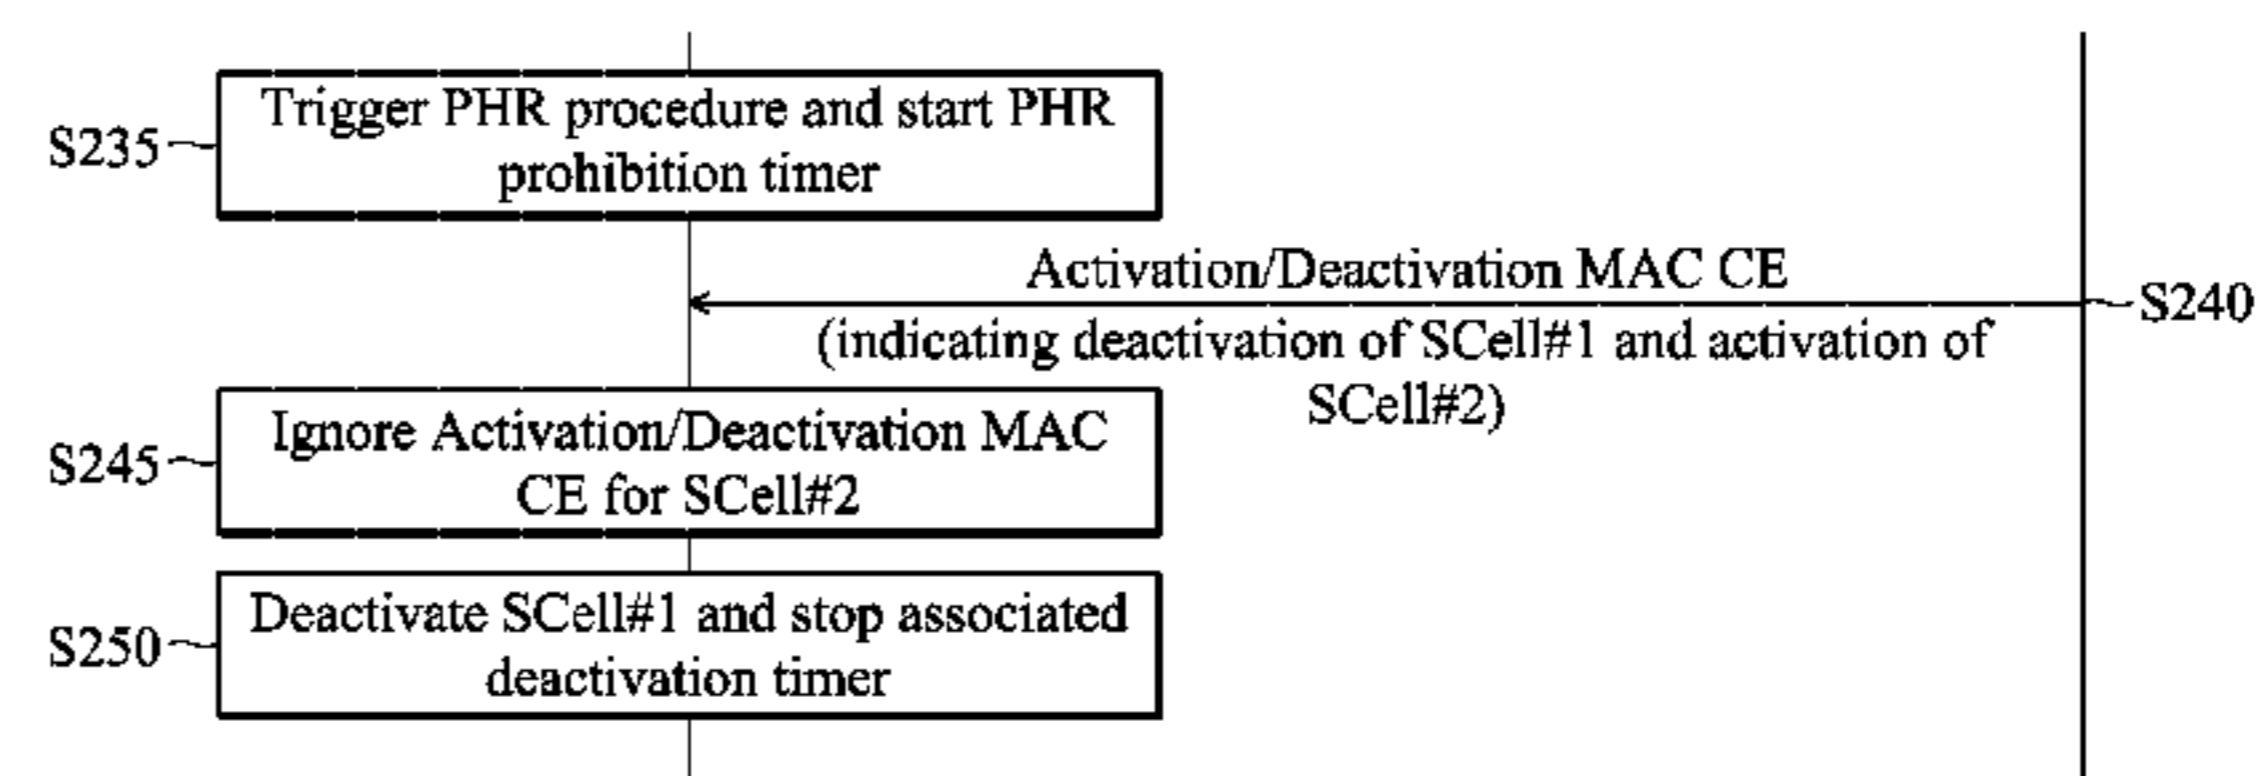 S235
Trigger PHR procedure and start PHR
prohibition timer
Activation/Deactivation MAC CE
S240
(indicating deactivation of SCell#1 and activation of
SCell#2)
S245
Ignore Activation/Deactivation MAC
CE for SCell#2
S250
Deactivate SCell#1 and stop associated
deactivation timer